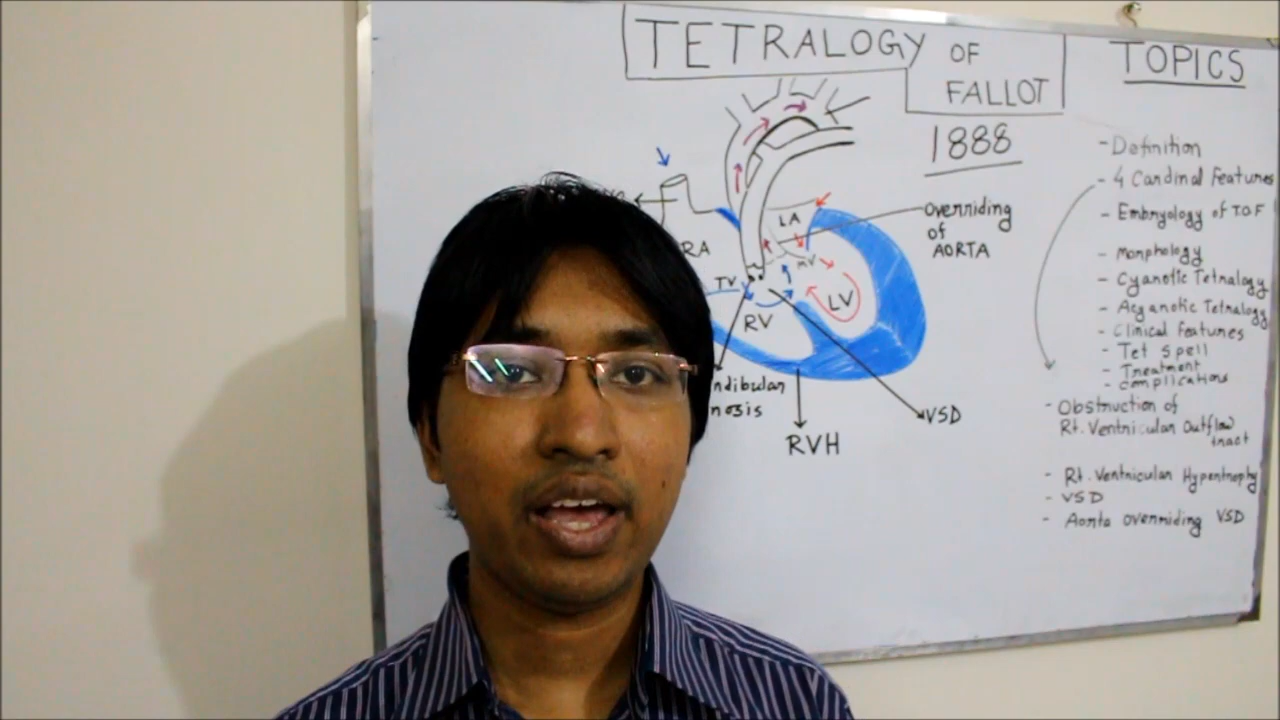 TETRALOGY OF
FALLOT
1888
TOPICS
- Definition
- 4 Cardinal Features
- Embryology of T.O.F
- Morphology
- Cyanotic Tetralogy
- Acyanotic Tetralogy
- Clinical features
- Tet spell
- Treatment
- complications
- Obstruction of
Rt. Ventricular Outflow
tract
- Rt. Ventricular Hypertrophy
- VSD
- Aorta overriding VSD
Overriding
of
AORTA
LA
RA
MV
TV
LV
RV
ndibular
nosis
VSD
RVH